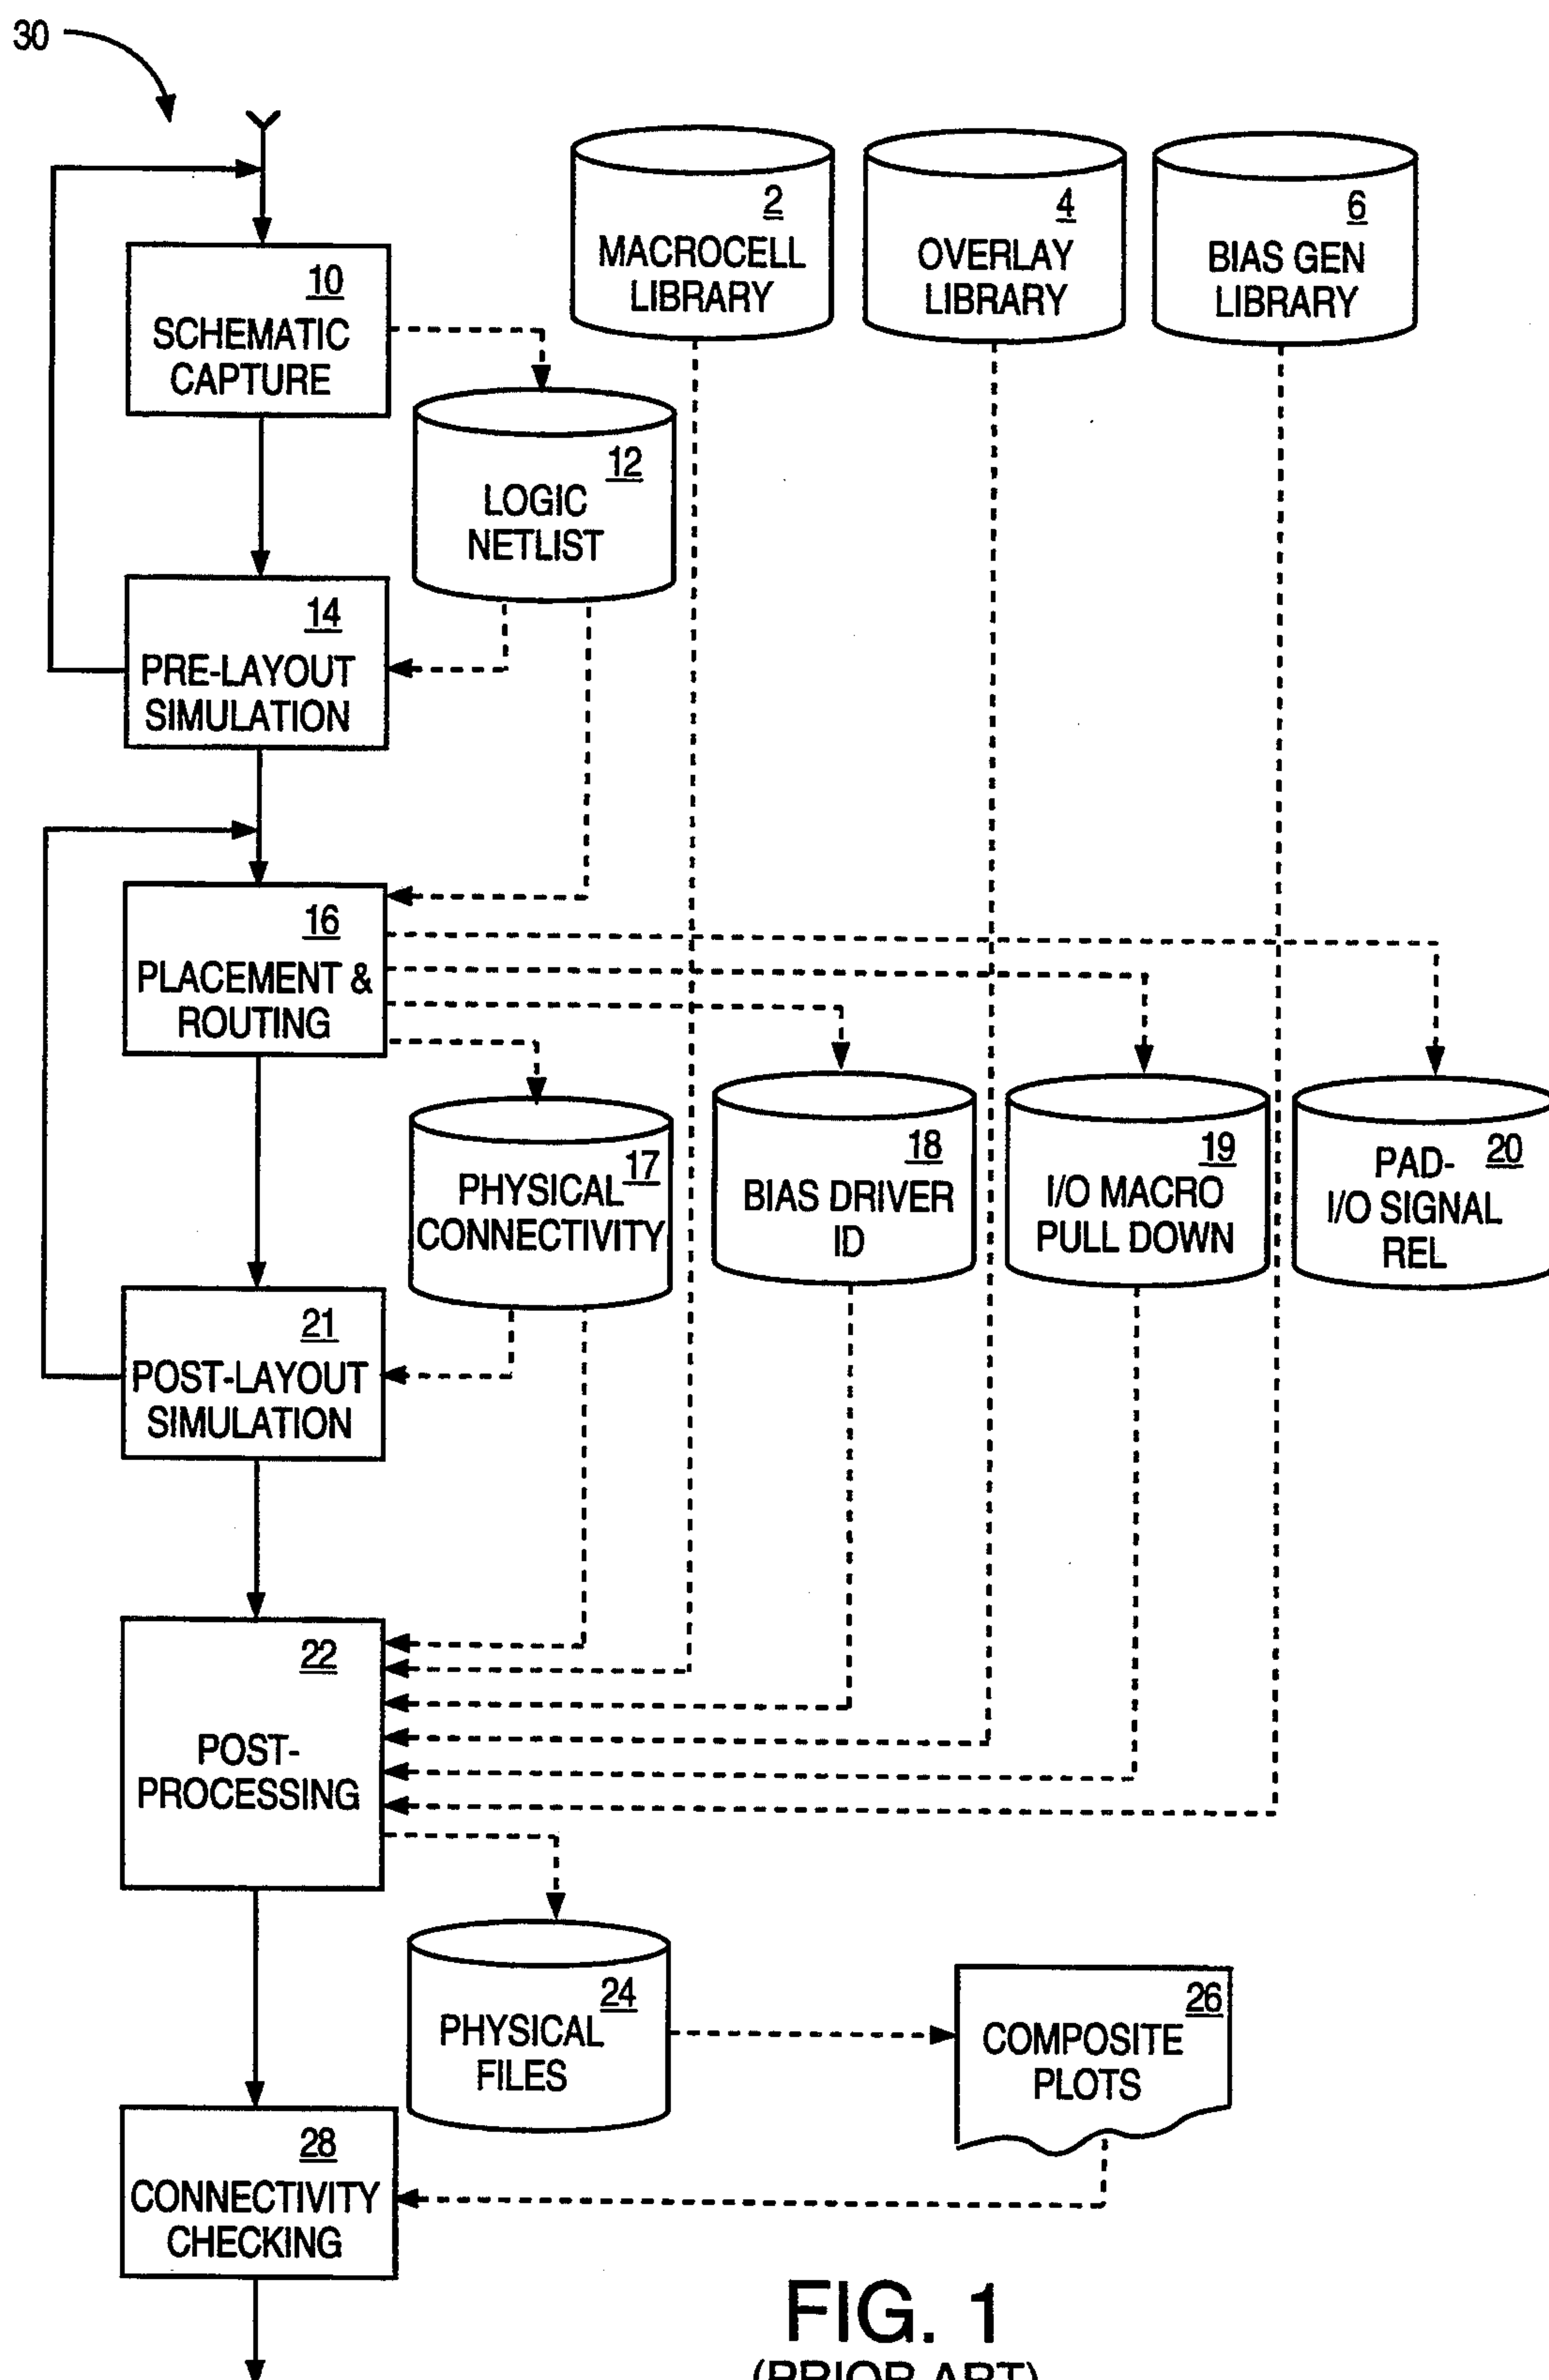 30
2
MACROCELL
LIBRARY
4
OVERLAY
LIBRARY
6
BIAS GEN
LIBRARY
10
SCHEMATIC
CAPTURE
12
LOGIC
NETLIST
14
PRE-LAYOUT
SIMULATION
16
PLACEMENT &
ROUTING
17
PHYSICAL
CONNECTIVITY
18
BIAS DRIVER
ID
19
I/O MACRO
PULL DOWN
20
PAD-
I/O SIGNAL
REL
21
POST-LAYOUT
SIMULATION
22
POST-
PROCESSING
24
PHYSICAL
FILES
26
COMPOSITE
PLOTS
28
CONNECTIVITY
CHECKING
FIG. 1
(PRIOR ART)